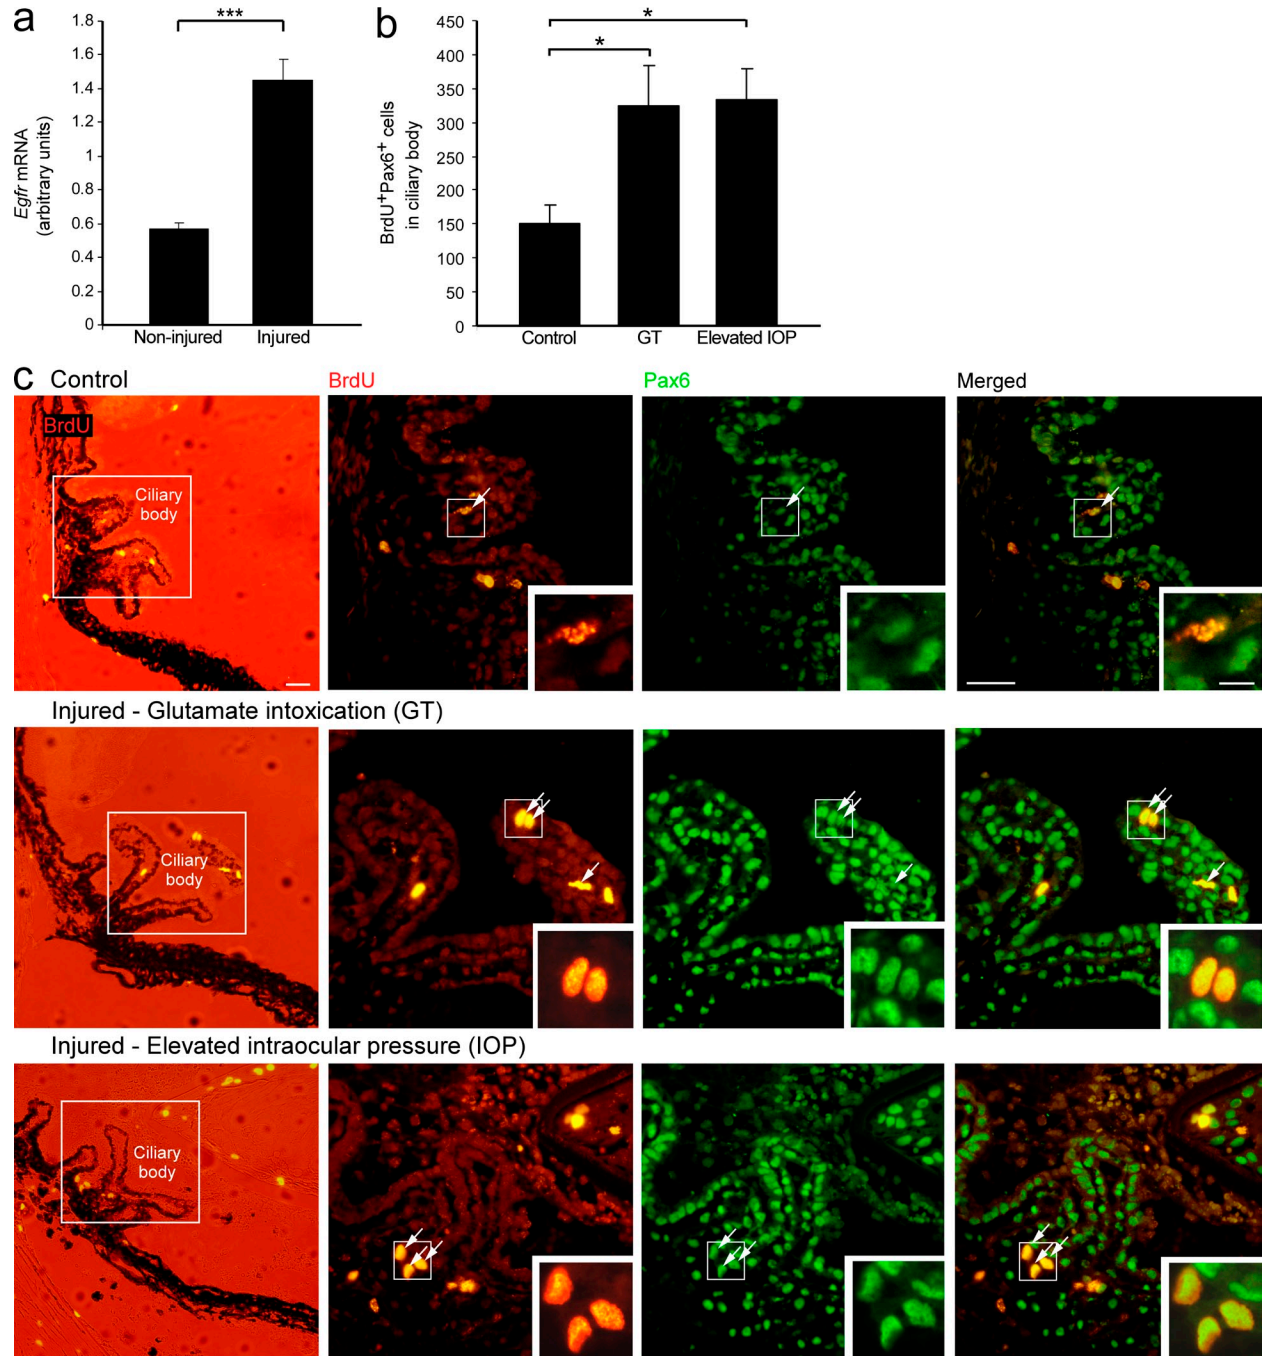 a
1.8
1.6
1.4
1.2
1
0.8
0.6
0.4
0.2
0
Egfr mRNA
(arbitrary units)
***
Non-injured
Injured
b
450
400
350
300
250
200
150
100
50
0
BrdU+Pax6+ cells
in ciliary body
*
*
Control
GT
Elevated IOP
c
Control
BrdU
Pax6
Merged
BrdU
Ciliary
body
Injured - Glutamate intoxication (GT)
Ciliary
body
Injured - Elevated intraocular pressure (IOP)
Ciliary
body